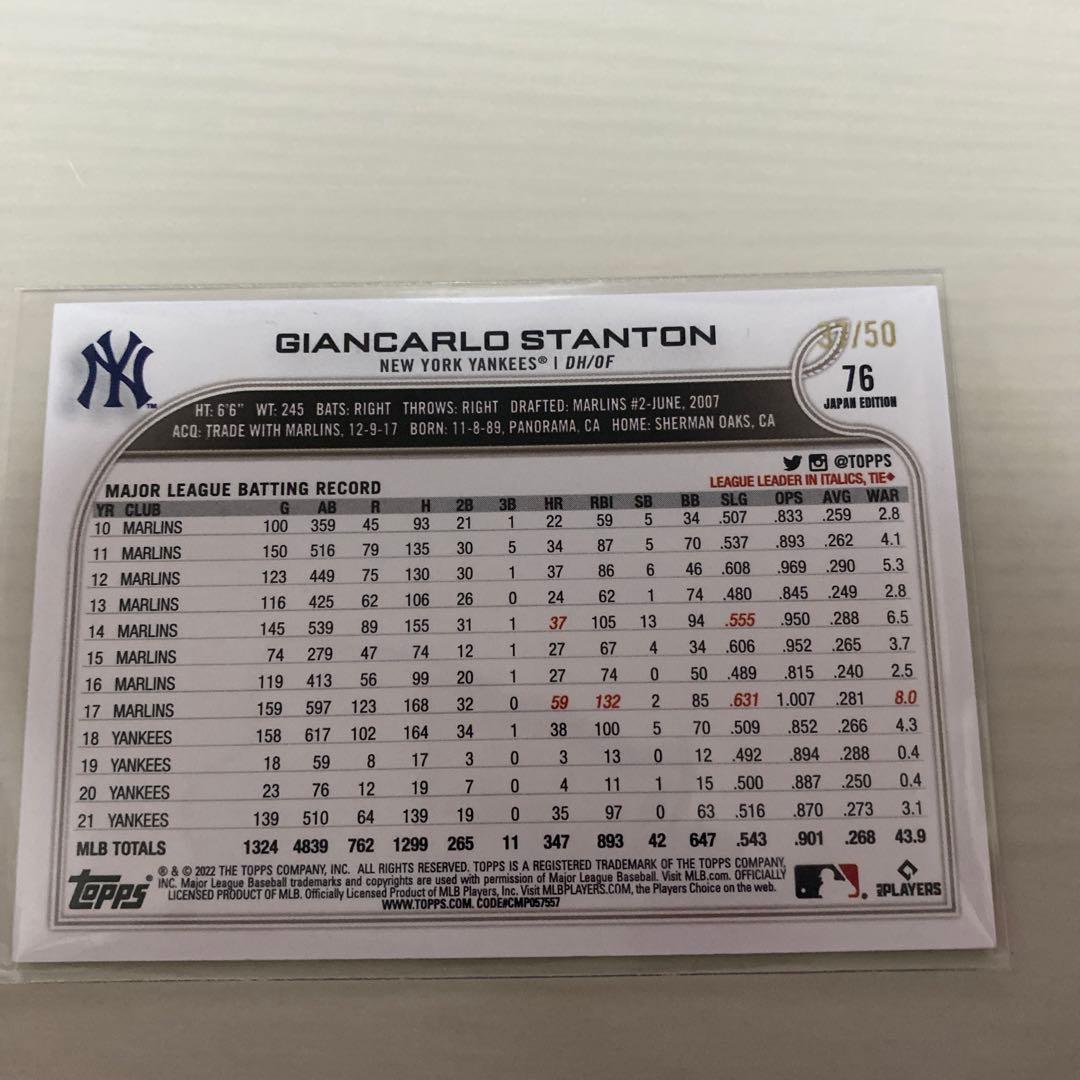 GIANCARLO STANTON
NEW YORK YANKEES® | DH/OF
37/50
76
JAPAN EDITION
NY TM
HT: 6'6" WT: 245 BATS: RIGHT THROWS: RIGHT DRAFTED: MARLINS #2-JUNE, 2007
ACQ: TRADE WITH MARLINS, 12-9-17 BORN: 11-8-89, PANORAMA, CA HOME: SHERMAN OAKS, CA
@TOPPS
MAJOR LEAGUE BATTING RECORD LEAGUE LEADER IN ITALICS, TIE♦
YR CLUB G AB R H 2B 3B HR RBI SB BB SLG OPS AVG WAR
10 MARLINS 100 359 45 93 21 1 22 59 5 34 .507 .833 .259 2.8
11 MARLINS 150 516 79 135 30 5 34 87 5 70 .537 .893 .262 4.1
12 MARLINS 123 449 75 130 30 1 37 86 6 46 .608 .969 .290 5.3
13 MARLINS 116 425 62 106 26 0 24 62 1 74 .480 .845 .249 2.8
14 MARLINS 145 539 89 155 31 1 37 105 13 94 .555 .950 .288 6.5
15 MARLINS 74 279 47 74 12 1 27 67 4 34 .606 .952 .265 3.7
16 MARLINS 119 413 56 99 20 1 27 74 0 50 .489 .815 .240 2.5
17 MARLINS 159 597 123 168 32 0 59 132 2 85 .631 1.007 .281 8.0
18 YANKEES 158 617 102 164 34 1 38 100 5 70 .509 .852 .266 4.3
19 YANKEES 18 59 8 17 3 0 3 13 0 12 .492 .894 .288 0.4
20 YANKEES 23 76 12 19 7 0 4 11 1 15 .500 .887 .250 0.4
21 YANKEES 139 510 64 139 19 0 35 97 0 63 .516 .870 .273 3.1
MLB TOTALS 1324 4839 762 1299 265 11 347 893 42 647 .543 .901 .268 43.9
topps®
® & © 2022 THE TOPPS COMPANY, INC. ALL RIGHTS RESERVED. TOPPS IS A REGISTERED TRADEMARK OF THE TOPPS COMPANY,
INC. Major League Baseball trademarks and copyrights are used with permission of Major League Baseball. Visit MLB.com. OFFICIALLY
LICENSED PRODUCT OF MLB. Officially Licensed Product of MLB Players, Inc. Visit MLBPLAYERS.COM, the Players Choice on the web.
WWW.TOPPS.COM. CODE#CMP057557
MLB PLAYERS